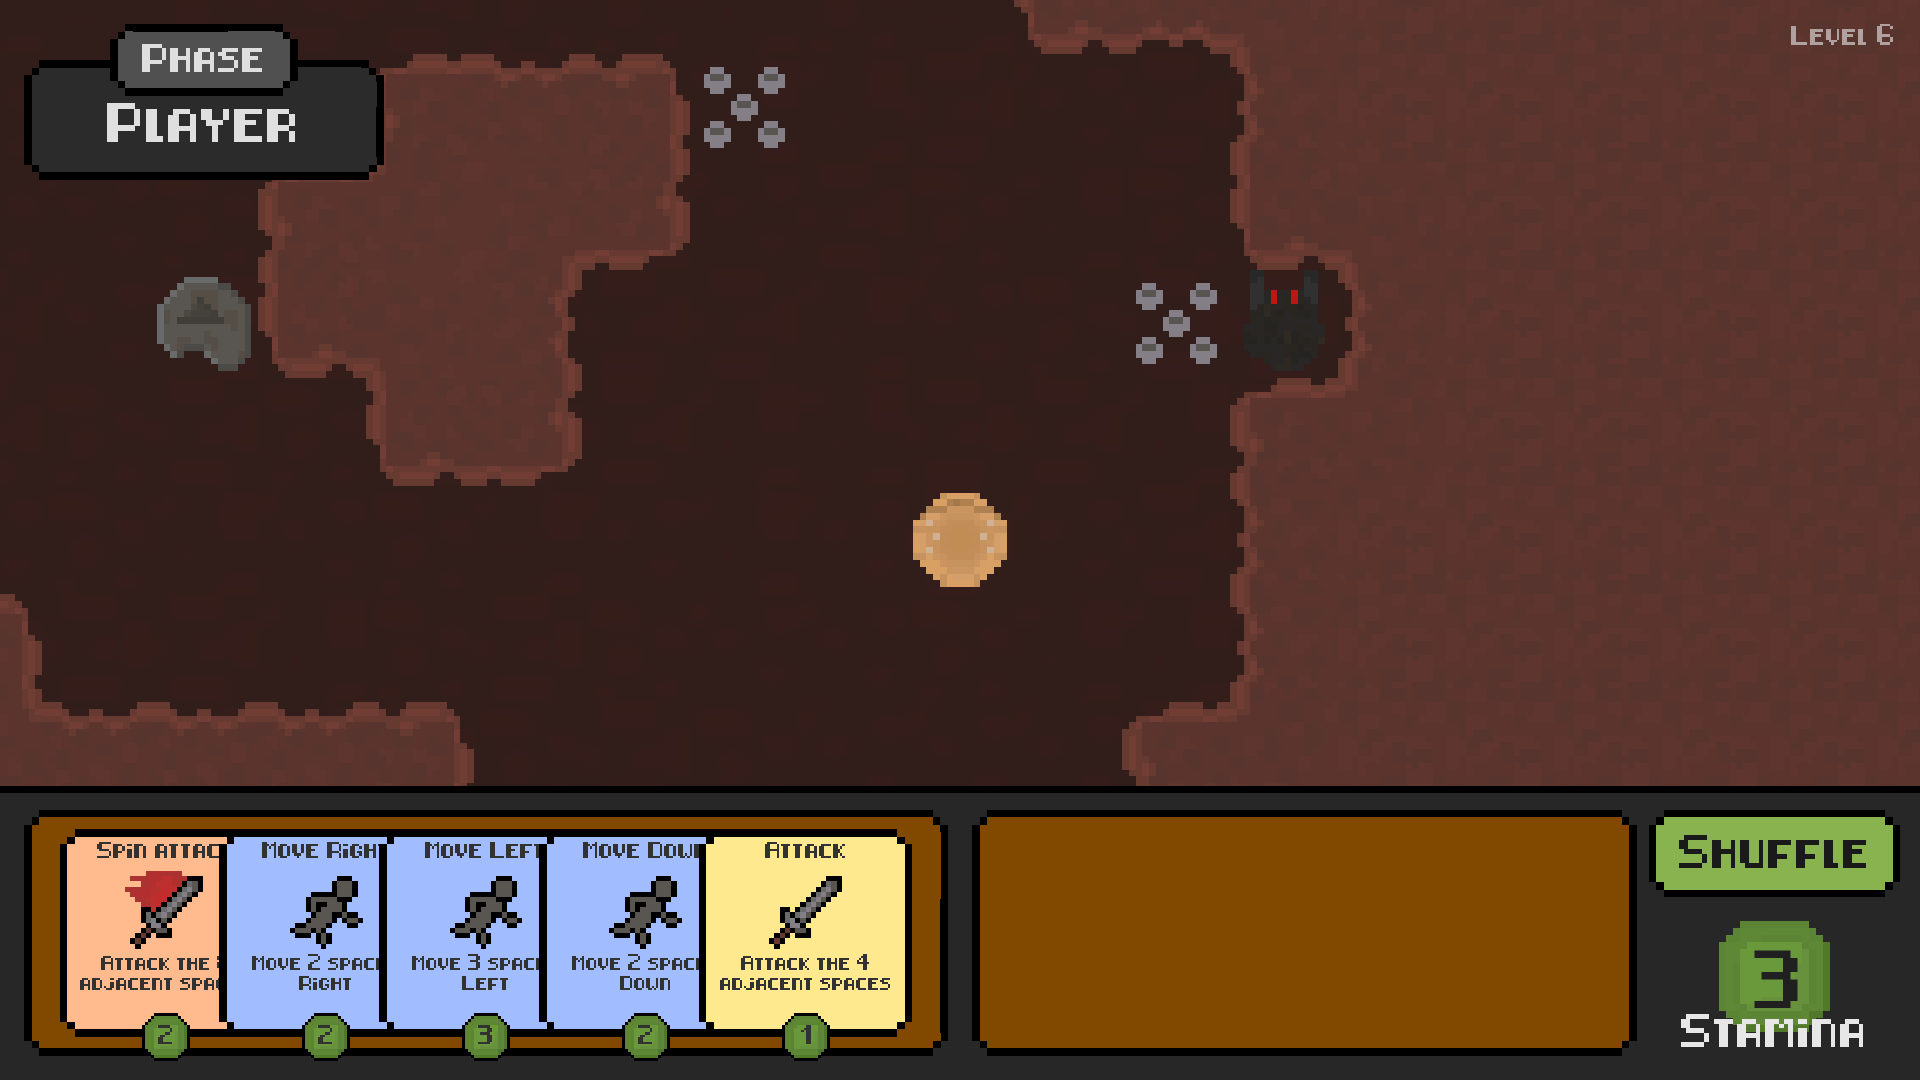 Phase
Player
Level 6
Spin Attac
Attack the
adjacent spa
2
Move Righ
Move 2 spac
Right
2
Move Left
Move 3 spac
Left
3
Move Dow
Move 2 spac
Down
2
Attack
Attack the 4
adjacent spaces
1
Shuffle
3
Stamina